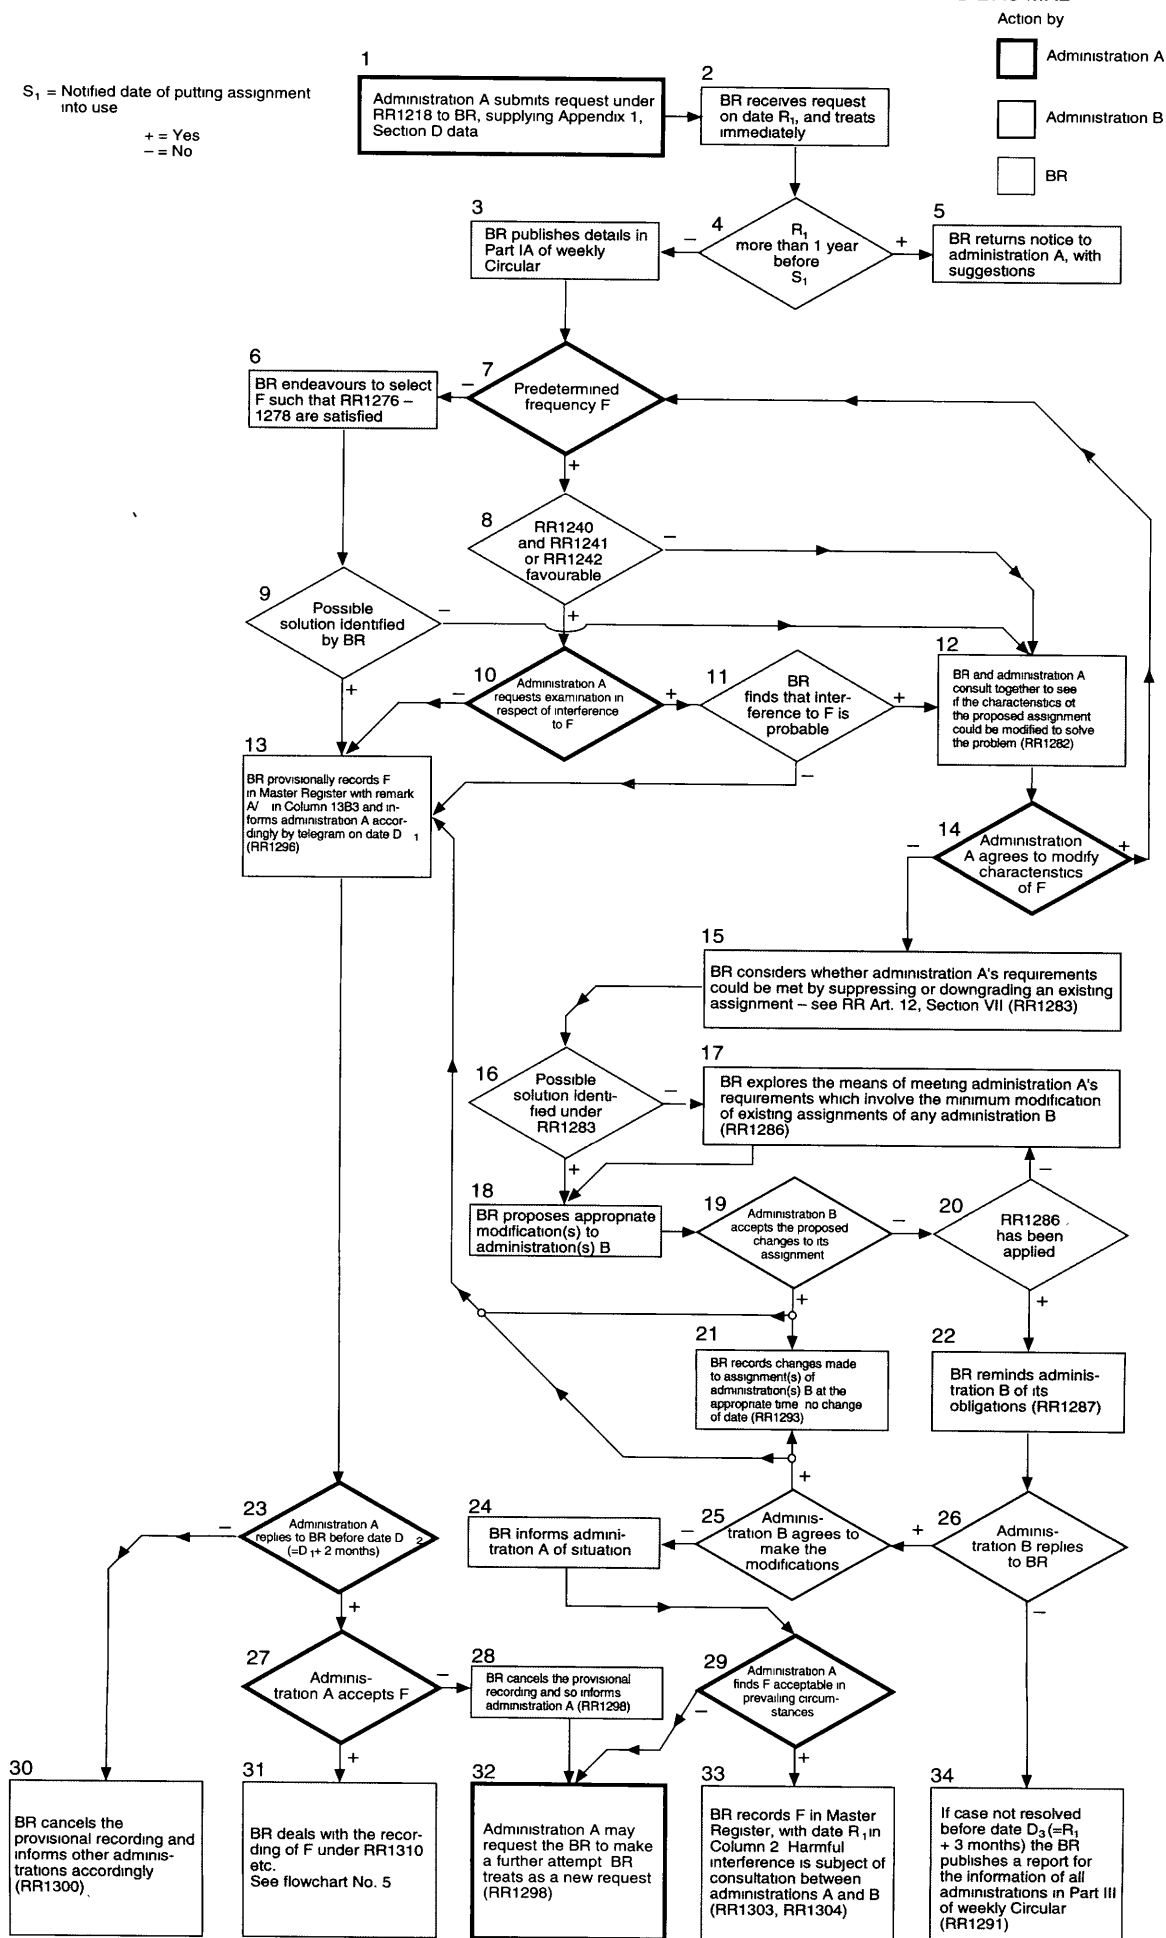 Action by
Administration A
Administration B
BR
S1 = Notified date of putting assignment
into use
+ = Yes
– = No
1
Administration A submits request under
RR1218 to BR, supplying Appendix 1,
Section D data
2
BR receives request
on date R1, and treats
immediately
3
BR publishes details in
Part IA of weekly
Circular
–
4
R1
more than 1 year
before
S1
+
5
BR returns notice to
administration A, with
suggestions
6
BR endeavours to select
F such that RR1276 –
1278 are satisfied
–
7
Predetermined
frequency F
+
8
RR1240
and RR1241
or RR1242
favourable
–
+
9
Possible
solution identified
by BR
–
+
10
Administration A
requests examination in
respect of interference
to F
–
+
11
BR
finds that inter-
ference to F is
probable
+
–
12
BR and administration A
consult together to see
if the characteristics of
the proposed assignment
could be modified to solve
the problem (RR1282)
13
BR provisionally records F
in Master Register with remark
A/ in Column 13B3 and in-
forms administration A accor-
dingly by telegram on date D1
(RR1296)
14
Administration
A agrees to modify
characteristics
of F
–
+
15
BR considers whether administration A's requirements
could be met by suppressing or downgrading an existing
assignment – see RR Art. 12, Section VII (RR1283)
16
Possible
solution identi-
fied under
RR1283
–
+
17
BR explores the means of meeting administration A's
requirements which involve the minimum modification
of existing assignments of any administration B
(RR1286)
18
BR proposes appropriate
modification(s) to
administration(s) B
19
Administration B
accepts the proposed
changes to its
assignment
–
+
20
RR1286
has been
applied
–
+
21
BR records changes made
to assignment(s) of
administration(s) B at the
appropriate time no change
of date (RR1293)
22
BR reminds adminis-
tration B of its
obligations (RR1287)
23
Administration A
replies to BR before date D2
(=D1+ 2 months)
–
+
24
BR informs admini-
tration A of situation
–
25
Adminis-
tration B agrees to
make the
modifications
+
+
26
Adminis-
tration B replies
to BR
–
27
Adminis-
tration A accepts F
–
+
28
BR cancels the provisional
recording and so informs
administration A (RR1298)
29
Administration A
finds F acceptable in
prevailing circum-
stances
–
+
30
BR cancels the
provisional recording and
informs other adminis-
trations accordingly
(RR1300)
31
BR deals with the recor-
ding of F under RR1310
etc.
See flowchart No. 5
32
Administration A may
request the BR to make
a further attempt BR
treats as a new request
(RR1298)
33
BR records F in Master
Register, with date R1 in
Column 2 Harmful
interference is subject of
consultation between
administrations A and B
(RR1303, RR1304)
34
If case not resolved
before date D3 (=R1
+ 3 months) the BR
publishes a report for
the information of all
administrations in Part III
of weekly Circular
(RR1291)